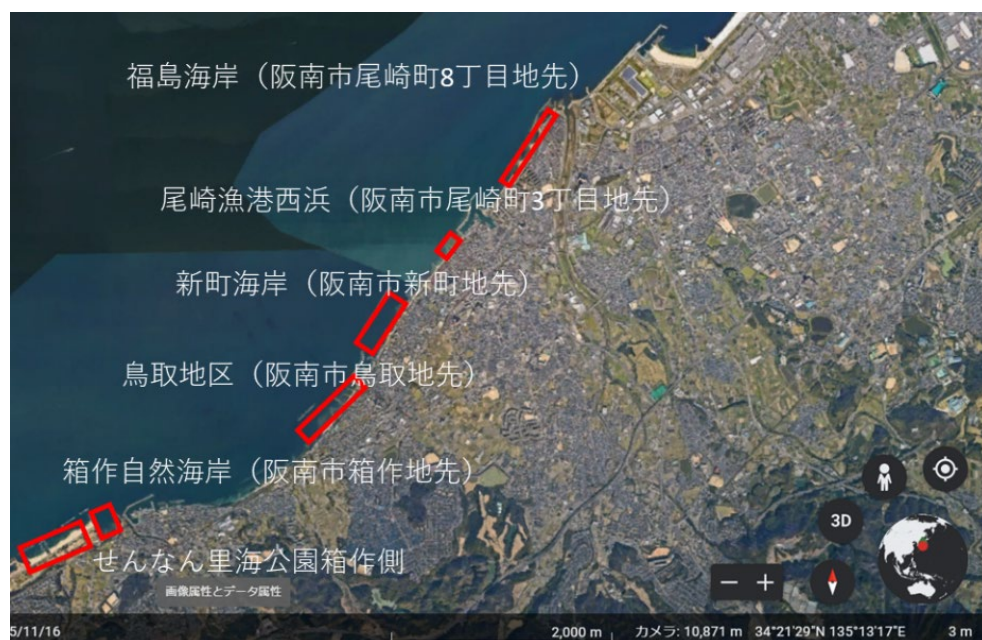 福島海岸（阪南市尾崎町8丁目地先）
尾崎漁港西浜（阪南市尾崎町3丁目地先）
新町海岸（阪南市新町地先）
鳥取地区（阪南市鳥取地先）
箱作自然海岸（阪南市箱作地先）
せんなん里海公園箱作側
3D
画像属性とデータ属性
5/11/16
2,000 m
カメラ: 10,871 m
34°21'29"N 135°13'17"E
3 m